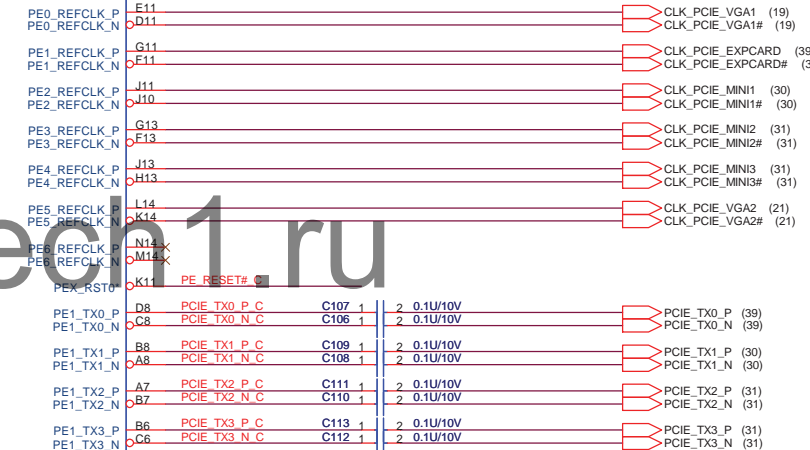 PE0_REFCLK_P E11 CLK_PCIE_VGA1 (19)
PE0_REFCLK_N D11 CLK_PCIE_VGA1# (19)
PE1_REFCLK_P G11 CLK_PCIE_EXPCARD (39
PE1_REFCLK_N F11 CLK_PCIE_EXPCARD# (3
PE2_REFCLK_P J11 CLK_PCIE_MINI1 (30)
PE2_REFCLK_N J10 CLK_PCIE_MINI1# (30)
PE3_REFCLK_P G13 CLK_PCIE_MINI2 (31)
PE3_REFCLK_N F13 CLK_PCIE_MINI2# (31)
PE4_REFCLK_P J13 CLK_PCIE_MINI3 (31)
PE4_REFCLK_N H13 CLK_PCIE_MINI3# (31)
PE5_REFCLK_P L14 CLK_PCIE_VGA2 (21)
PE5_REFCLK_N K14 CLK_PCIE_VGA2# (21)
PE6_REFCLK_P N14
PE6_REFCLK_N M14
ech1.ru
PEX_RST0* K11 PE_RESET#_C
PE1_TX0_P D8 PCIE_TX0_P_C C107 1 2 0.1U/10V PCIE_TX0_P (39)
PE1_TX0_N C8 PCIE_TX0_N_C C106 1 2 0.1U/10V PCIE_TX0_N (39)
PE1_TX1_P B8 PCIE_TX1_P_C C109 1 2 0.1U/10V PCIE_TX1_P (30)
PE1_TX1_N A8 PCIE_TX1_N_C C108 1 2 0.1U/10V PCIE_TX1_N (30)
PE1_TX2_P A7 PCIE_TX2_P_C C111 1 2 0.1U/10V PCIE_TX2_P (31)
PE1_TX2_N B7 PCIE_TX2_N_C C110 1 2 0.1U/10V PCIE_TX2_N (31)
PE1_TX3_P B6 PCIE_TX3_P_C C113 1 2 0.1U/10V PCIE_TX3_P (31)
PE1_TX3_N C6 PCIE_TX3_N_C C112 1 2 0.1U/10V PCIE_TX3_N (31)